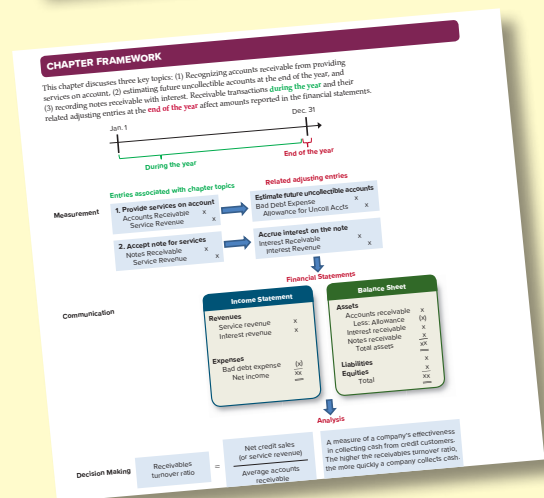 CHAPTER FRAMEWORK
This chapter discusses three key topics: (1) Recognizing accounts receivable from providing
services on account, (2) estimating future uncollectible accounts at the end of the year, and
(3) recording notes receivable with interest. Receivable transactions during the year and their
related adjusting entries at the end of the year affect amounts reported in the financial statements.
Jan. 1
Dec. 31
During the year
End of the year
Entries associated with chapter topics
Related adjusting entries
Measurement
1. Provide services on account
Accounts Receivable x
Service Revenue x
Estimate future uncollectible accounts
Bad Debt Expense x
Allowance for Uncoll Accts x
2. Accept note for services
Notes Receivable x
Service Revenue x
Accrue interest on the note
Interest Receivable x
Interest Revenue x
Financial Statements
Communication
Income Statement
Revenues
Service revenue x
Interest revenue x
Expenses
Bad debt expense (x)
Net income xx
Balance Sheet
Assets
Accounts receivable x
Less: Allowance (x)
Interest receivable x
Notes receivable x
Total assets xx
Liabilities x
Equities x
Total xx
Analysis
Decision Making
Receivables
turnover ratio
=
Net credit sales
(or service revenue)
Average accounts
receivable
A measure of a company's effectiveness
in collecting cash from credit customers.
The higher the receivables turnover ratio,
the more quickly a company collects cash.